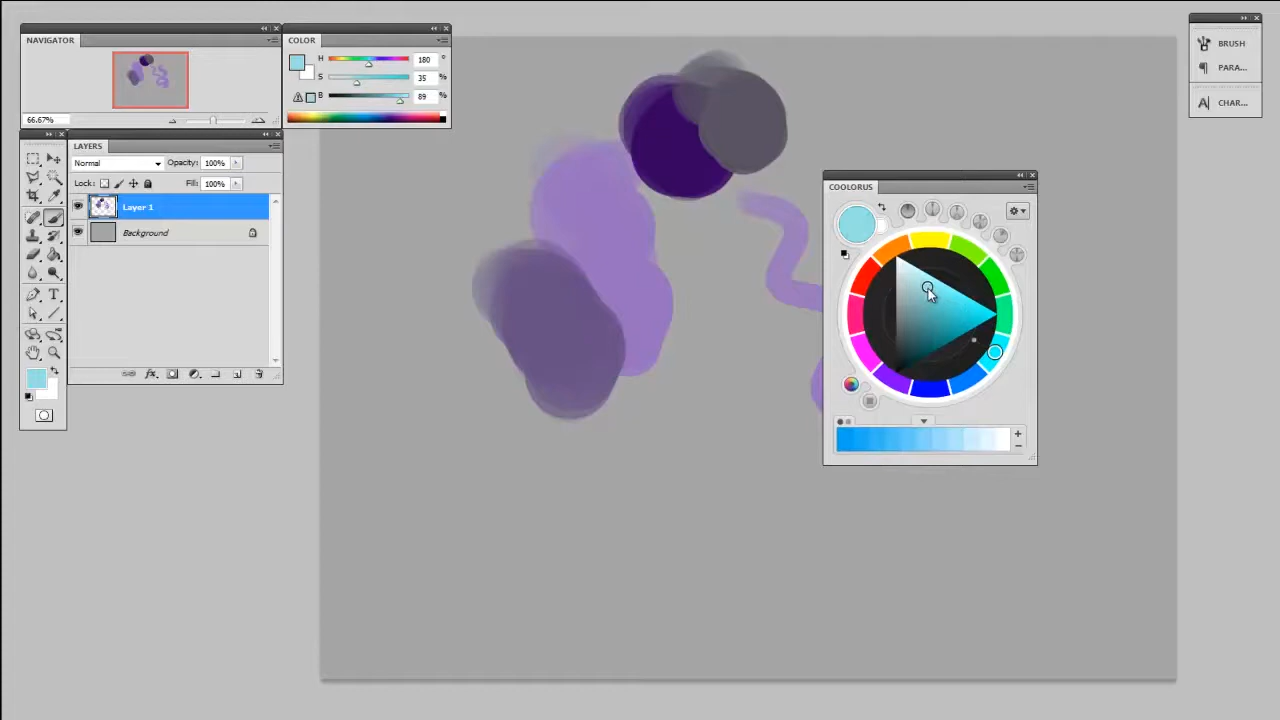 NAVIGATOR
66.67%
COLOR
H 180 °
S 35 %
B 89 %
LAYERS
Normal Opacity: 100%
Lock: Fill: 100%
Layer 1
Background
COOLORUS
BRUSH
PARA...
CHAR...